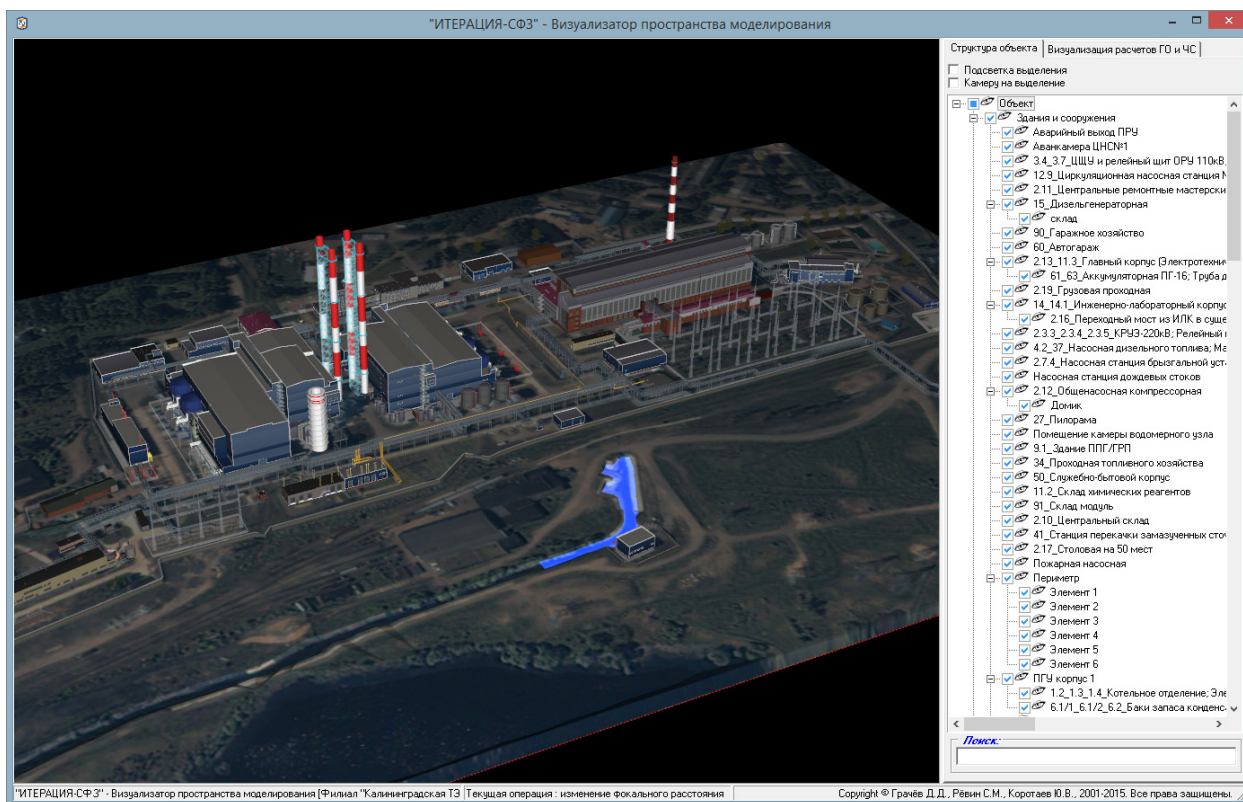 "ИТЕРАЦИЯ-СФЗ" - Визуализатор пространства моделирования
Структура объекта
Визуализация расчетов ГО и ЧС
Подсветка выделения
Камеру на выделение
Объект
Здания и сооружения
Аварийный выход ПРУ
Аванкамера ЦНС№1
3.4_3.7_ЦЩУ и релейный щит ОРУ 110кВ,
12.9_Циркуляционная насосная станция
2.11_Центральные ремонтные мастерски
15_Дизельгенераторная
склад
90_Гаражное хозяйство
60_Автогараж
2.13_11.3_Главный корпус (Электротехни
61_63_Аккумуляторная ПГ-16; Труба д
2.19_Грузовая проходная
14_14.1_Инженерно-лабораторный корпус
2.16_Переходный мост из ИЛК в суще
2.3.3_2.3.4_2.3.5_КРУЭ-220кВ; Релейный
4.2_37_Насосная дизельного топлива; Ма
2.7.4_Насосная станция брызгальной уст
Насосная станция дождевых стоков
2.12_Общенасосная компрессорная
Домик
27_Пилорама
Помещение камеры водомерного узла
9.1_Здание ППГ/ГРП
34_Проходная топливного хозяйства
50_Служебно-бытовой корпус
11.2_Склад химических реагентов
91_Склад модуль
2.10_Центральный склад
41_Станция перекачки замазученных сто
2.17_Столовая на 50 мест
Пожарная насосная
Периметр
Элемент 1
Элемент 2
Элемент 3
Элемент 4
Элемент 5
Элемент 6
ПГУ корпус 1
1.2_1.3_1.4_Котельное отделение; Эле
6.1/1_6.1/2_6.2_Баки запаса конденс
Поиск:
"ИТЕРАЦИЯ-СФЗ" - Визуализатор пространства моделирования [Филиал "Калининградская ТЭ
Текущая операция : изменение фокального расстояния
Copyright © Грачёв Д.Д., Рёвин С.М., Коротаев Ю.В., 2001-2015. Все права защищены.